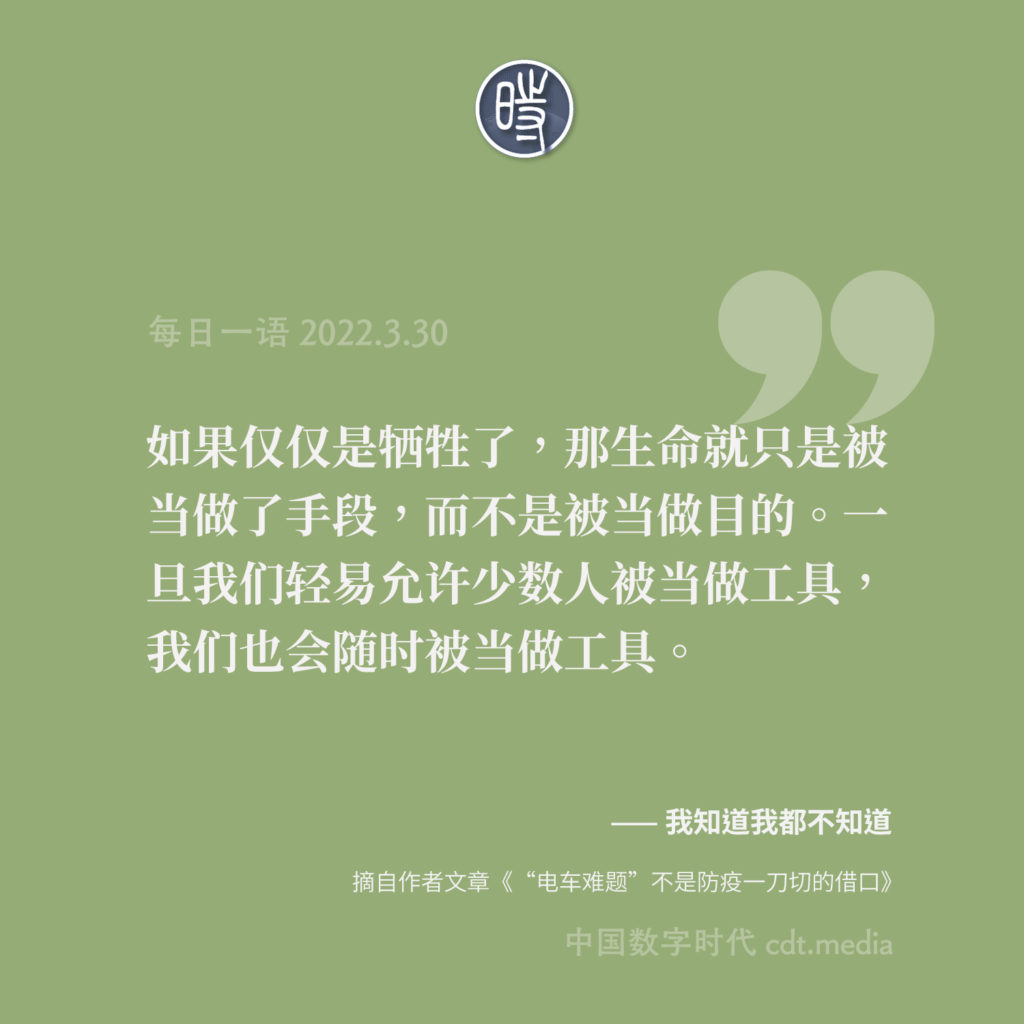 時
每日一语 2022.3.30
如果仅仅是牺牲了，那生命就只是被
当做了手段，而不是被当做目的。一
旦我们轻易允许少数人被当做工具，
我们也会随时被当做工具。
—— 我知道我都不知道
摘自作者文章《“电车难题”不是防疫一刀切的借口》
中国数字时代 cdt.media